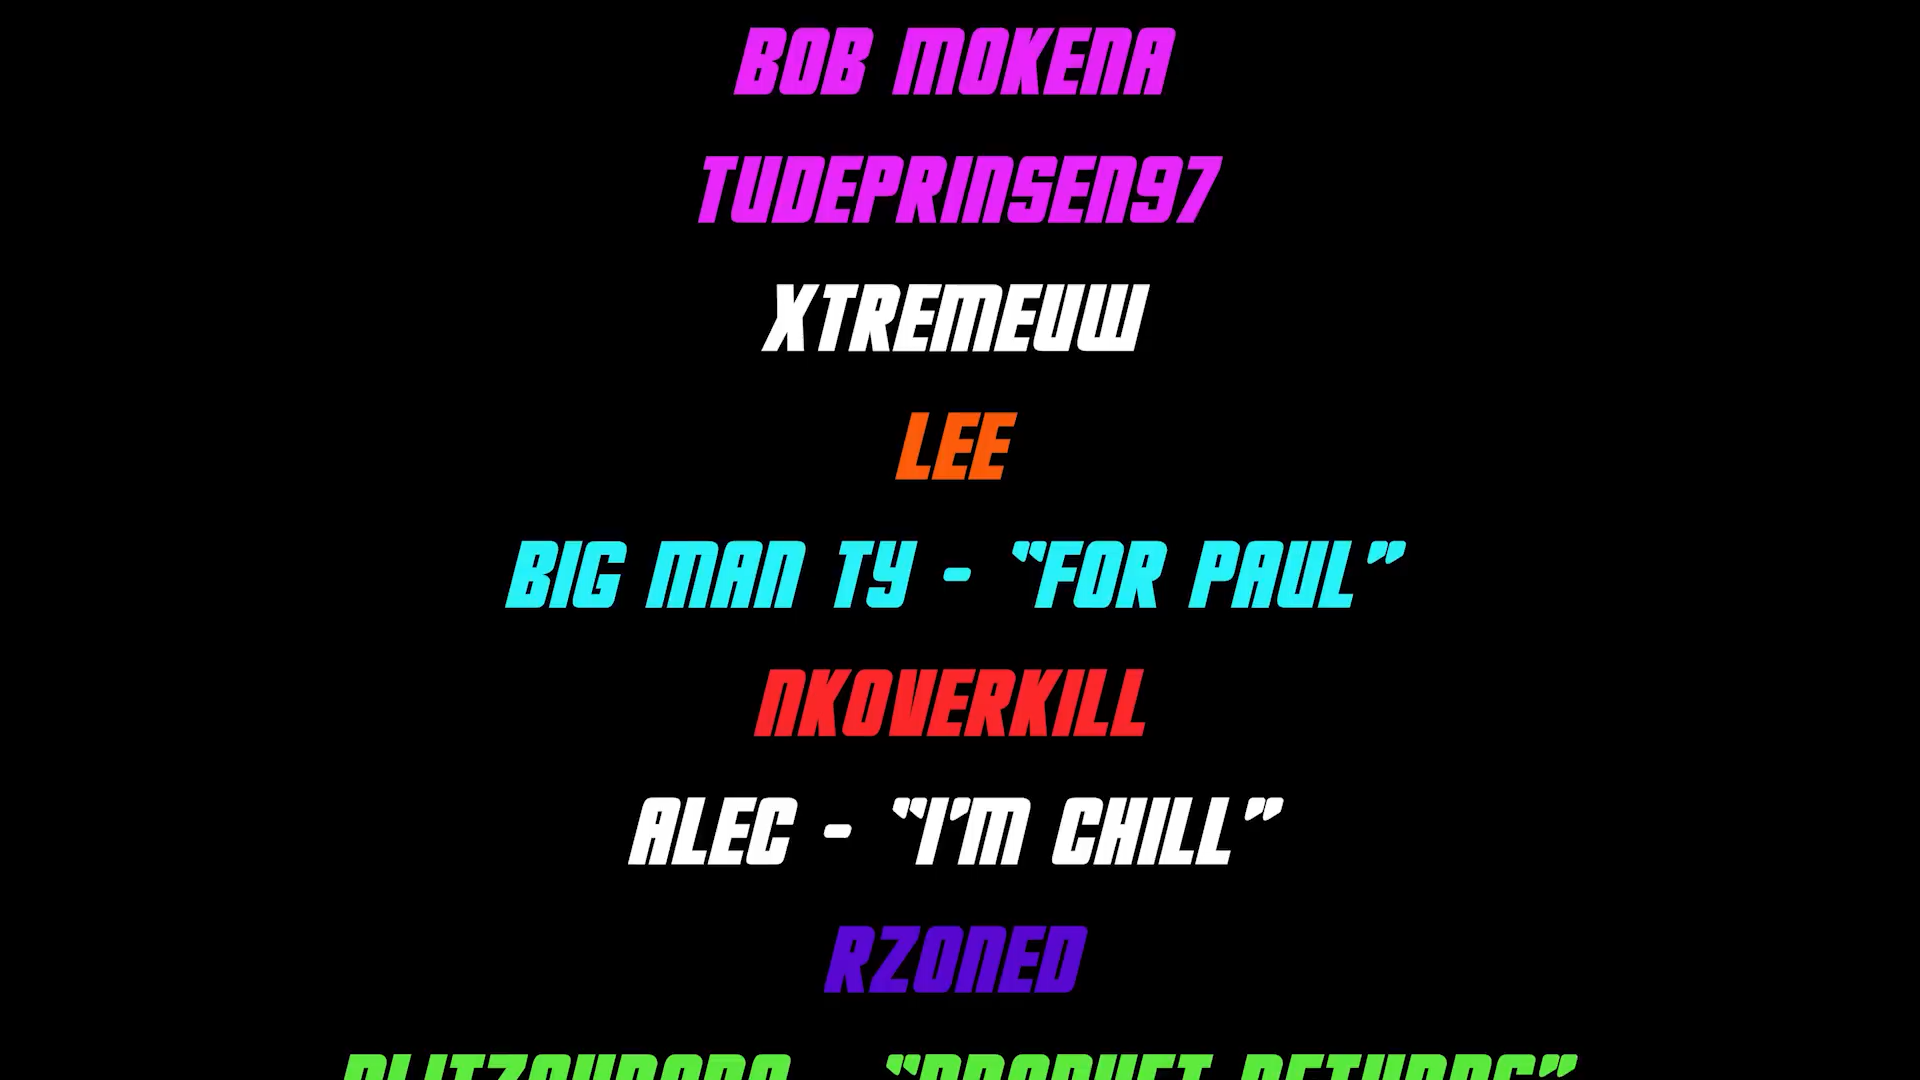 BOB MOKENA
TUDEPRINSEN97
XTREMEUW
LEE
BIG MAN TY - “FOR PAUL”
NKOVERKILL
ALEC - “I’M CHILL”
RZONED